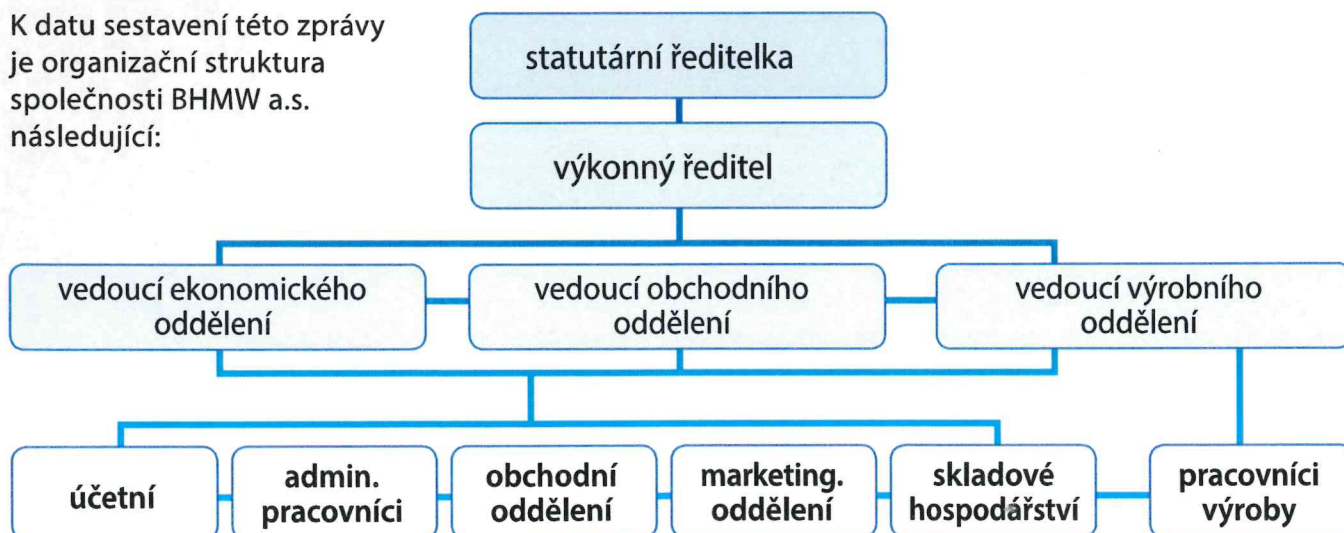 K datu sestavení této zprávy
je organizační struktura
společnosti BHMW a.s.
následující:
statutární ředitelka
výkonný ředitel
vedoucí ekonomického
oddělení
vedoucí obchodního
oddělení
vedoucí výrobního
oddělení
účetní
admin.
pracovníci
obchodní
oddělení
marketing.
oddělení
skladové
hospodářství
pracovníci
výroby